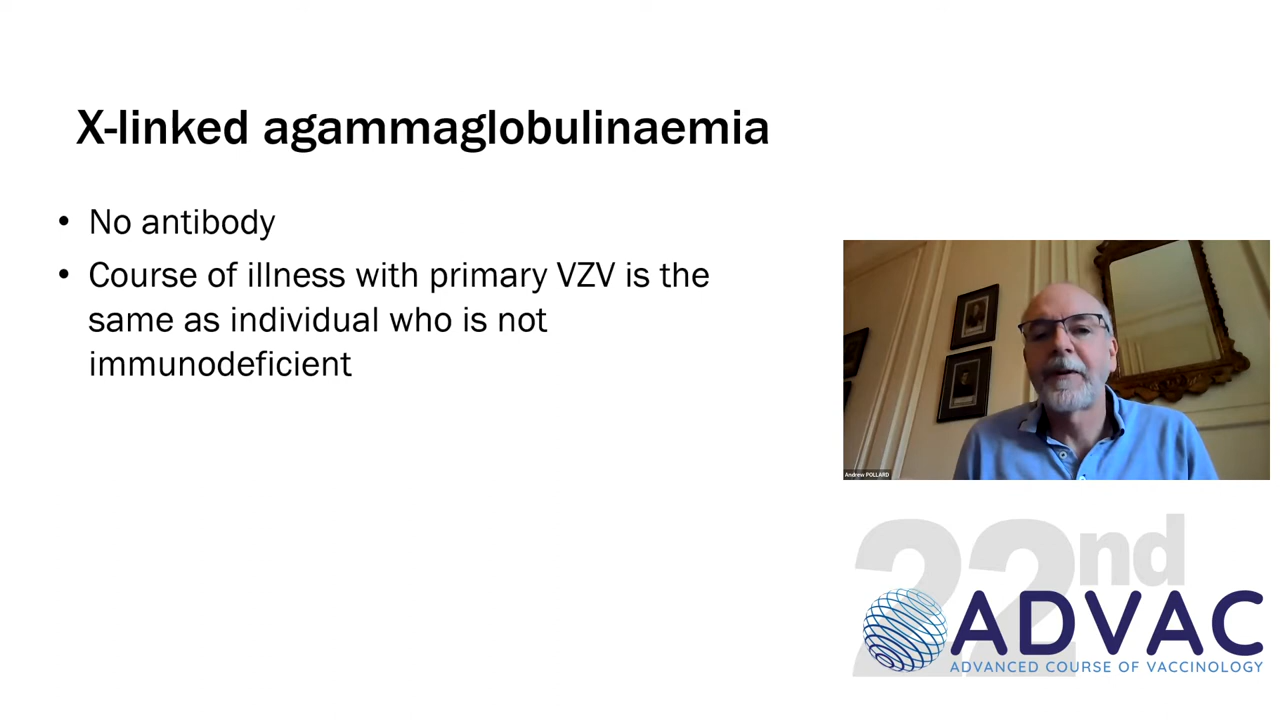 X-linked agammaglobulinaemia
• No antibody
• Course of illness with primary VZV is the
same as individual who is not
immunodeficient
Andrew POLLARD
22nd
ADVAC
ADVANCED COURSE OF VACCINOLOGY